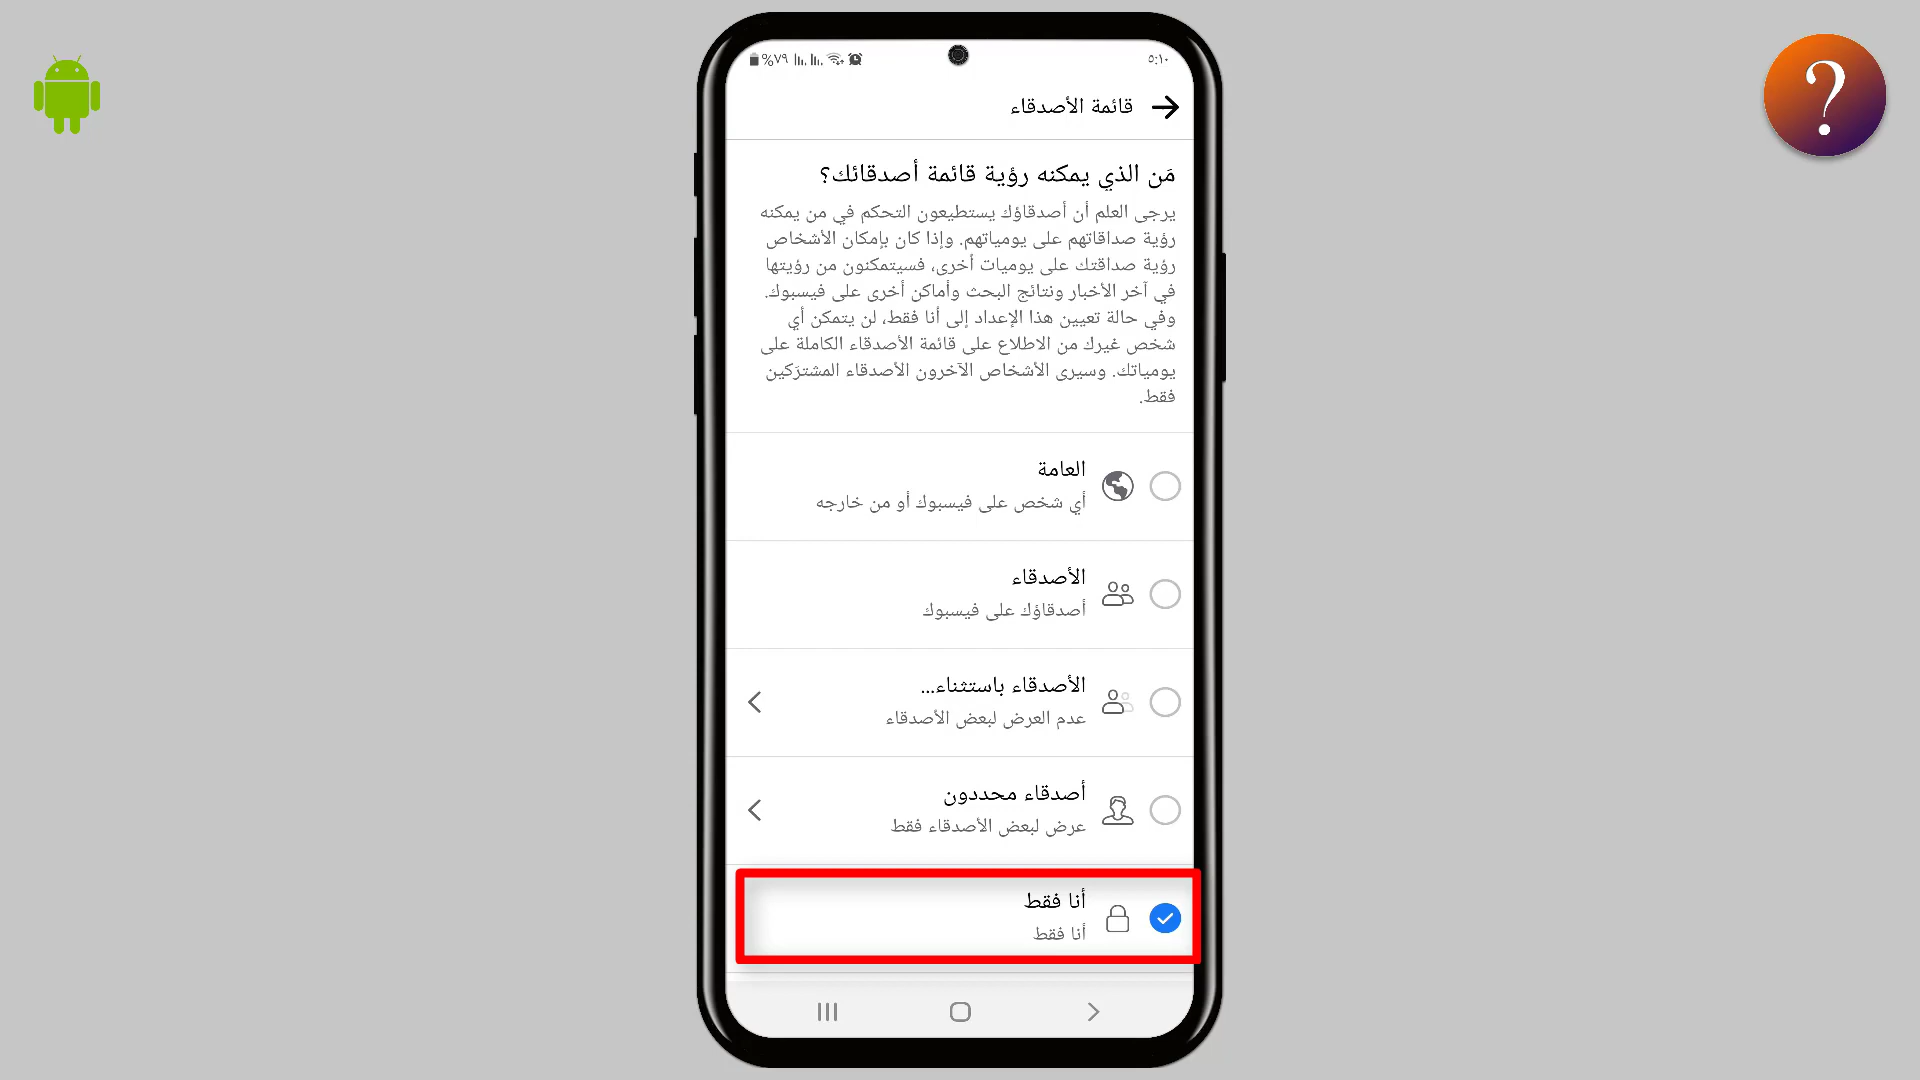 ٥:١٠
%٧٩
?
قائمة الأصدقاء
مَن الذي يمكنه رؤية قائمة أصدقائك؟
يرجى العلم أن أصدقاؤك يستطيعون التحكم في من يمكنه
رؤية صداقاتهم على يومياتهم. وإذا كان بإمكان الأشخاص
رؤية صداقتك على يوميات أخرى، فسيتمكنون من رؤيتها
في آخر الأخبار ونتائج البحث وأماكن أخرى على فيسبوك.
وفي حالة تعيين هذا الإعداد إلى أنا فقط، لن يتمكن أي
شخص غيرك من الاطلاع على قائمة الأصدقاء الكاملة على
يومياتك. وسيرى الأشخاص الآخرون الأصدقاء المشترَكين
فقط.
العامة
أي شخص على فيسبوك أو من خارجه
الأصدقاء
أصدقاؤك على فيسبوك
الأصدقاء باستثناء...
عدم العرض لبعض الأصدقاء
أصدقاء محددون
عرض لبعض الأصدقاء فقط
أنا فقط
أنا فقط